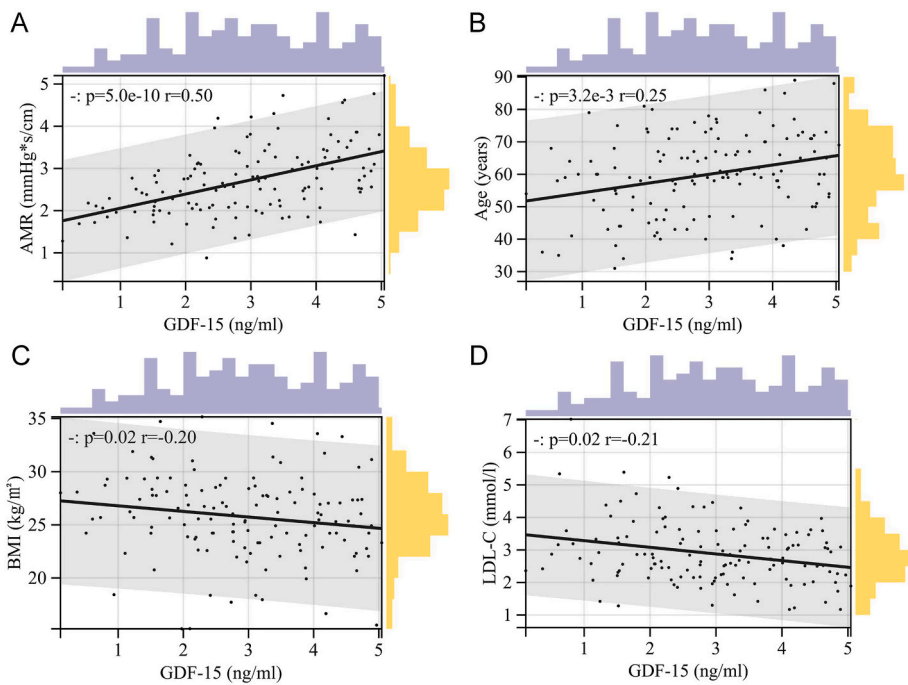 A
-: p=5.0e-10 r=0.50
5
4
3
2
1
AMR (mmHg*s/cm)
1 2 3 4 5
GDF-15 (ng/ml)
B
-: p=3.2e-3 r=0.25
90
80
70
60
50
40
30
Age (years)
1 2 3 4 5
GDF-15 (ng/ml)
C
-: p=0.02 r=-0.20
35
30
25
20
BMI (kg/m²)
1 2 3 4 5
GDF-15 (ng/ml)
D
-: p=0.02 r=-0.21
7
6
5
4
3
2
1
LDL-C (mmol/l)
1 2 3 4 5
GDF-15 (ng/ml)